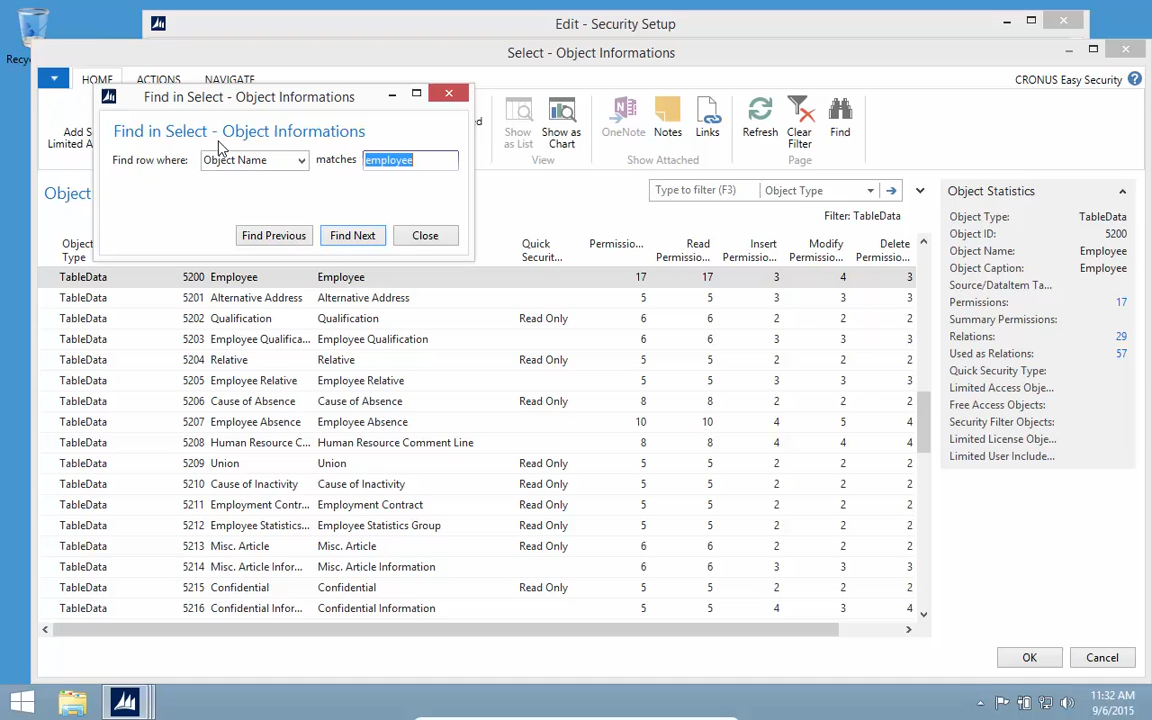 Edit - Security Setup
Recyc
Select - Object Informations
HOME ACTIONS NAVIGATE CRONUS Easy Security
Find in Select - Object Informations
Find in Select - Object Informations
Find row where: Object Name matches employee
Find Previous Find Next Close
Add S
Limited A
Show as List
Show as Chart
View
OneNote
Notes
Links
Show Attached
Refresh
Clear Filter
Find
Page
Object
Type to filter (F3) Object Type
Filter: TableData
Object Type Quick Securit... Permissio... Read Permissio... Insert Permissio... Modify Permissio... Delete Permissio...
TableData 5200 Employee Employee 17 17 3 4 3
TableData 5201 Alternative Address Alternative Address 5 5 3 3 3
TableData 5202 Qualification Qualification Read Only 6 6 2 2 2
TableData 5203 Employee Qualifica... Employee Qualification 6 6 3 3 3
TableData 5204 Relative Relative Read Only 5 5 2 2 2
TableData 5205 Employee Relative Employee Relative 5 5 3 3 3
TableData 5206 Cause of Absence Cause of Absence Read Only 8 8 2 2 2
TableData 5207 Employee Absence Employee Absence 10 10 4 5 4
TableData 5208 Human Resource C... Human Resource Comment Line 8 8 4 4 4
TableData 5209 Union Union Read Only 5 5 2 2 2
TableData 5210 Cause of Inactivity Cause of Inactivity Read Only 5 5 2 2 2
TableData 5211 Employment Contr... Employment Contract Read Only 5 5 2 2 2
TableData 5212 Employee Statistics... Employee Statistics Group Read Only 5 5 2 2 2
TableData 5213 Misc. Article Misc. Article Read Only 6 6 2 2 2
TableData 5214 Misc. Article Infor... Misc. Article Information 6 6 3 3 3
TableData 5215 Confidential Confidential Read Only 5 5 2 2 2
TableData 5216 Confidential Infor... Confidential Information 5 5 4 3 4
Object Statistics
Object Type: TableData
Object ID: 5200
Object Name: Employee
Object Caption: Employee
Source/DataItem Ta...
Permissions: 17
Summary Permissions:
Relations: 29
Used as Relations: 57
Quick Security Type:
Limited Access Obje...
Free Access Objects:
Security Filter Objects:
Limited License Obje...
Limited User Include...
OK Cancel
11:32 AM
9/6/2015